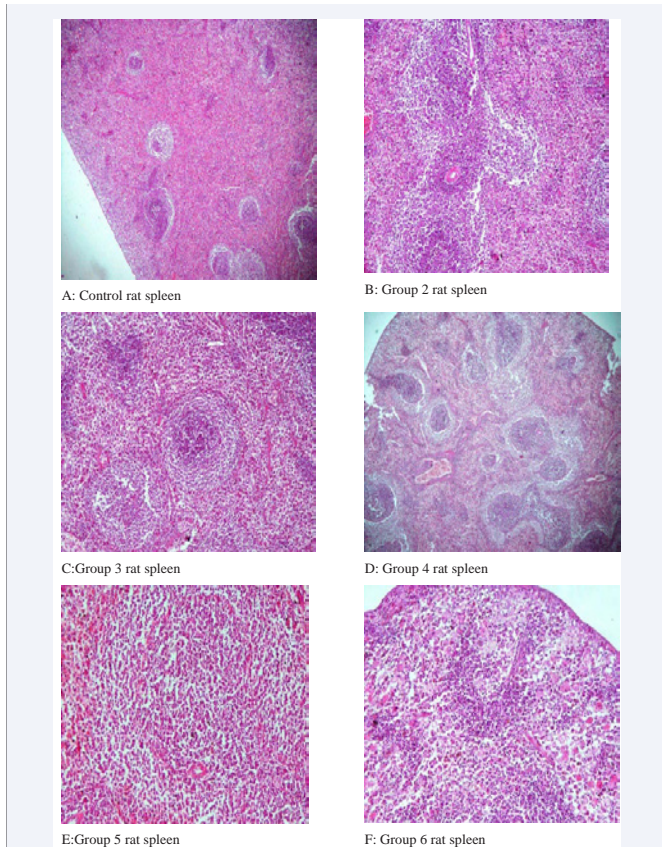 A: Control rat spleen
B: Group 2 rat spleen
C:Group 3 rat spleen
D: Group 4 rat spleen
E:Group 5 rat spleen
F: Group 6 rat spleen